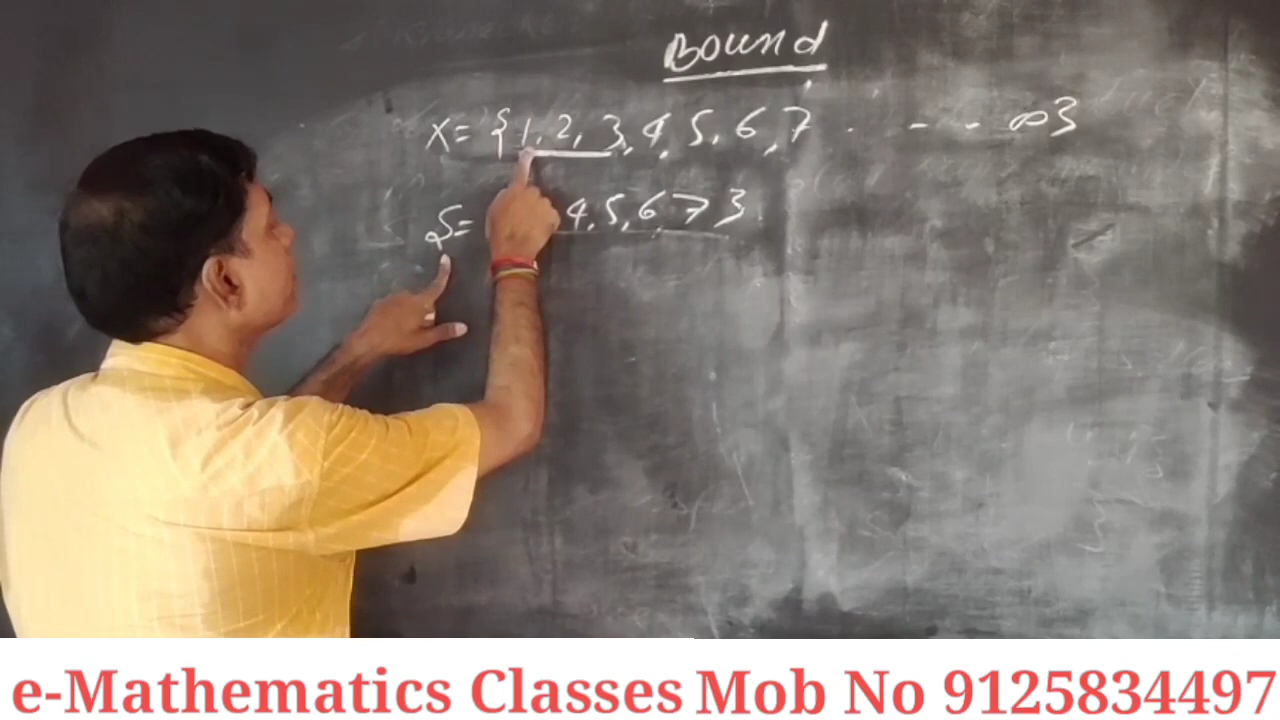 Bound
X = {1, 2, 3, 4, 5, 6, 7 . - - ∞}
S = 4, 5, 6, 7 }
e-Mathematics Classes Mob No 9125834497